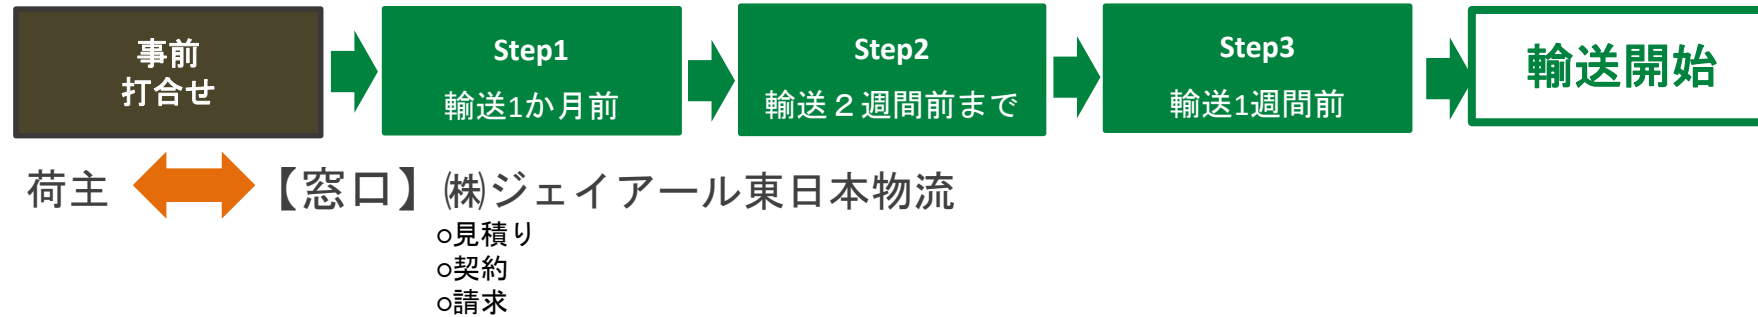 事前
打合せ
Step1
輸送1か月前
Step2
輸送２週間前まで
Step3
輸送1週間前
輸送開始
荷主
【窓口】㈱ジェイアール東日本物流
○見積り
○契約
○請求